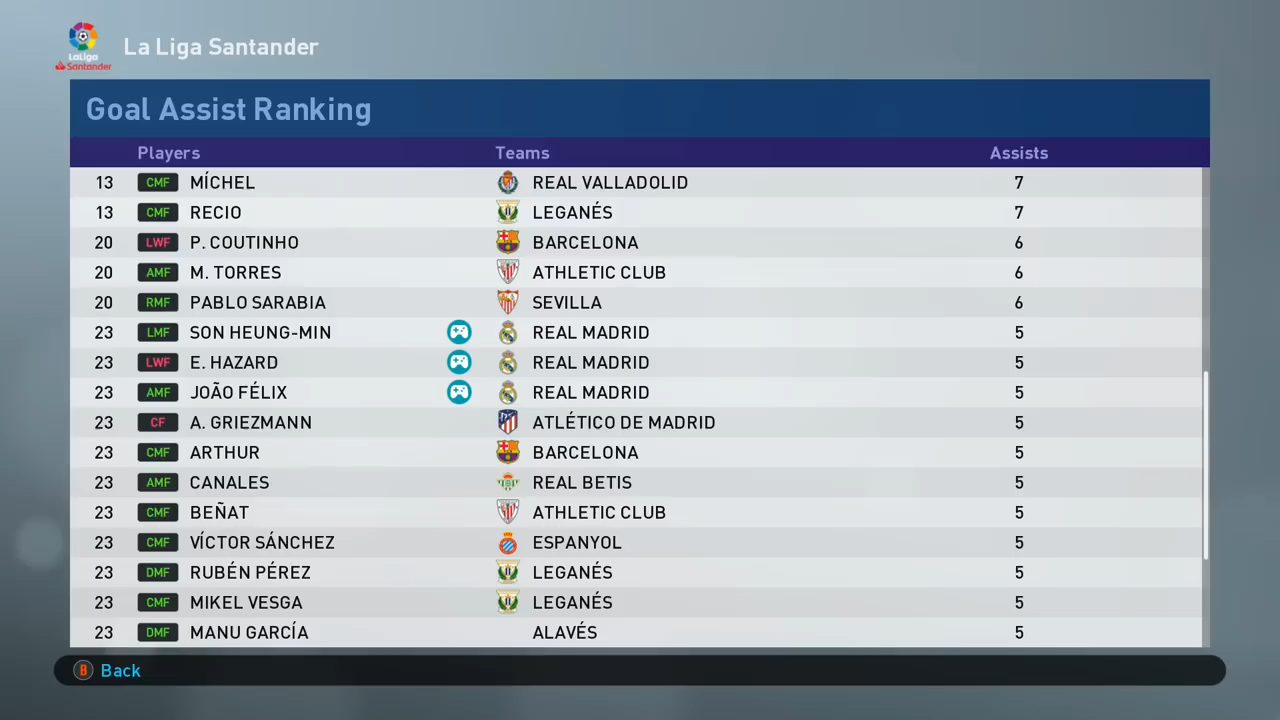 LaLiga
Santander
La Liga Santander
Goal Assist Ranking
Players Teams Assists
13 CMF MÍCHEL REAL VALLADOLID 7
13 CMF RECIO LEGANÉS 7
20 LWF P. COUTINHO BARCELONA 6
20 AMF M. TORRES ATHLETIC CLUB 6
20 RMF PABLO SARABIA SEVILLA 6
23 LMF SON HEUNG-MIN REAL MADRID 5
23 LWF E. HAZARD REAL MADRID 5
23 AMF JOÃO FÉLIX REAL MADRID 5
23 CF A. GRIEZMANN ATLÉTICO DE MADRID 5
23 CMF ARTHUR BARCELONA 5
23 AMF CANALES REAL BETIS 5
23 CMF BEÑAT ATHLETIC CLUB 5
23 CMF VÍCTOR SÁNCHEZ ESPANYOL 5
23 DMF RUBÉN PÉREZ LEGANÉS 5
23 CMF MIKEL VESGA LEGANÉS 5
23 DMF MANU GARCÍA ALAVÉS 5
B Back